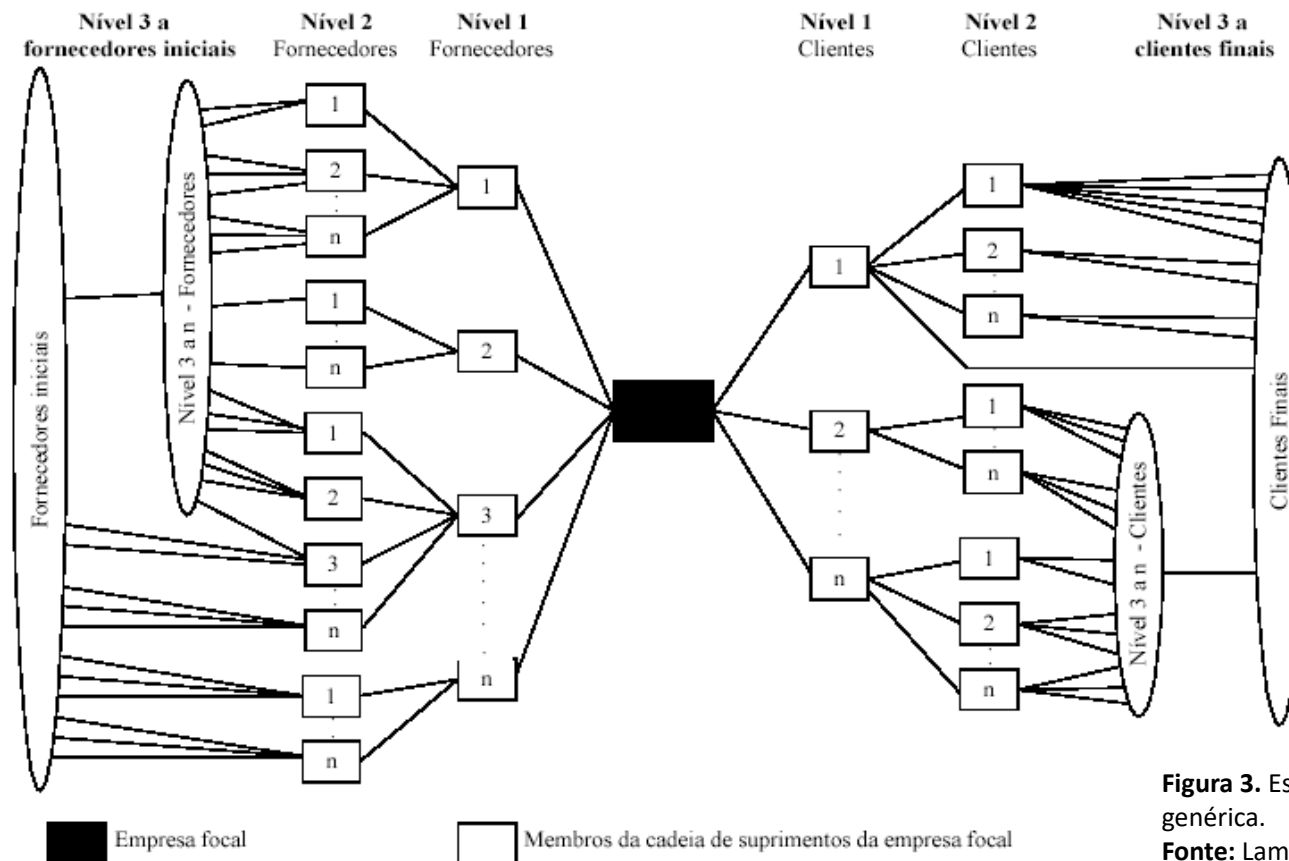 Nível 3 a
fornecedores iniciais
Nível 2
Fornecedores
Nível 1
Fornecedores
Nível 1
Clientes
Nível 2
Clientes
Nível 3 a
clientes finais
Fornecedores iniciais
Nível 3 a n - Fornecedores
1
2
n
1
n
1
2
3
n
1
n
1
2
3
n
1
2
n
1
2
n
1
n
1
2
n
Nível 3 a n - Clientes
Clientes Finais
Empresa focal
Membros da cadeia de suprimentos da empresa focal
Figura 3. Es
genérica.
Fonte: Lam